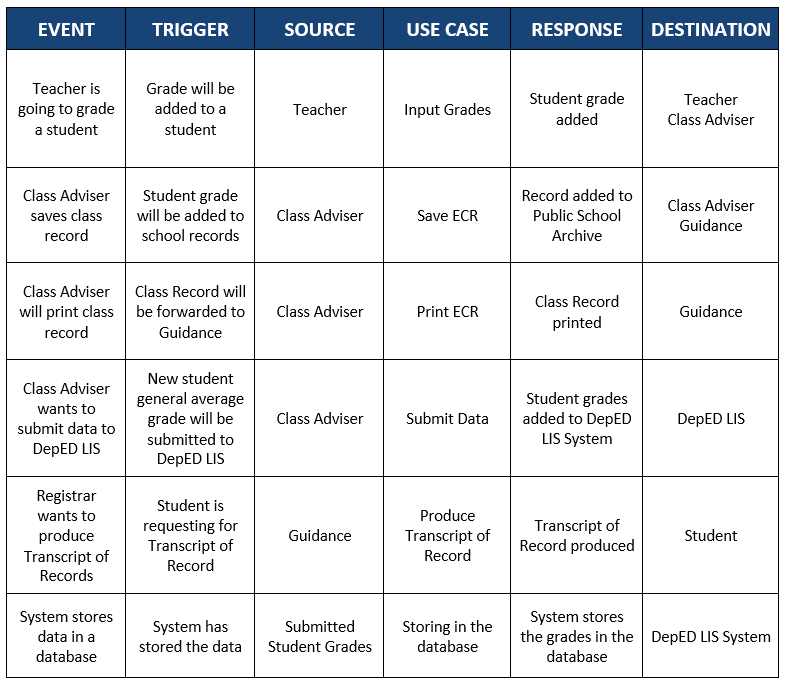 EVENT TRIGGER SOURCE USE CASE RESPONSE DESTINATION
Teacher is
going to grade
a student
Grade will be
added to a
student
Teacher
Input Grades
Student grade
added
Teacher
Class Adviser
Class Adviser
saves class
record
Student grade
will be added to
school records
Class Adviser
Save ECR
Record added to
Public School
Archive
Class Adviser
Guidance
Class Adviser
will print class
record
Class Record will
be forwarded to
Guidance
Class Adviser
Print ECR
Class Record
printed
Guidance
Class Adviser
wants to
submit data to
DepED LIS
New student
general average
grade will be
submitted to
DepED LIS
Class Adviser
Submit Data
Student grades
added to DepED
LIS System
DepED LIS
Registrar
wants to
produce
Transcript of
Records
Student is
requesting for
Transcript of
Record
Guidance
Produce
Transcript of
Record
Transcript of
Record produced
Student
System stores
data in a
database
System has
stored the data
Submitted
Student Grades
Storing in the
database
System stores
the grades in the
database
DepED LIS System